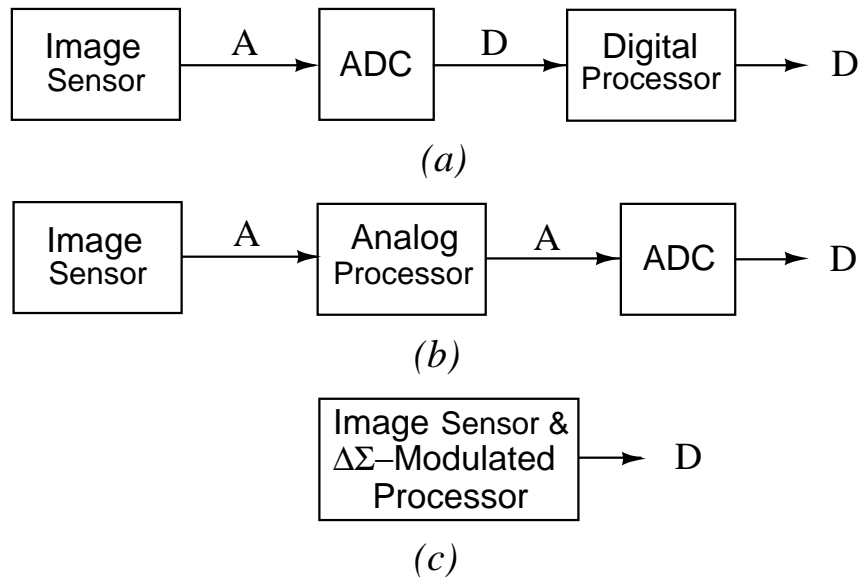 Image
Sensor
A
ADC
D
Digital
Processor
D
(a)
Image
Sensor
A
Analog
Processor
A
ADC
D
(b)
Image Sensor &
ΔΣ–Modulated
Processor
D
(c)